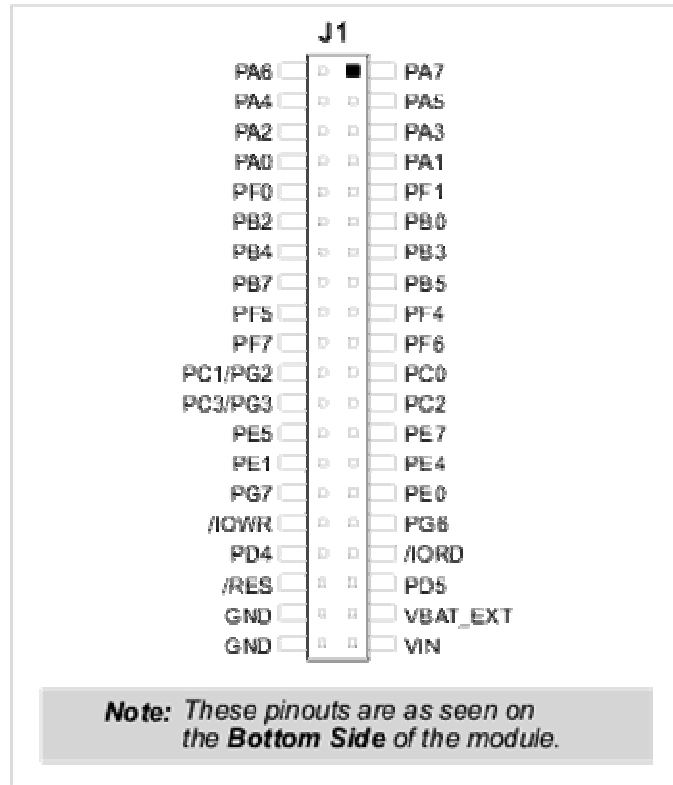 J1
PA6 PA7
PA4 PA5
PA2 PA3
PA0 PA1
PF0 PF1
PB2 PB0
PB4 PB3
PB7 PB5
PF5 PF4
PF7 PF6
PC1/PG2 PC0
PC3/PG3 PC2
PE5 PE7
PE1 PE4
PG7 PE0
/IOWR PG6
PD4 /IORD
/RES PD5
GND VBAT_EXT
GND VIN
Note: These pinouts are as seen on
the Bottom Side of the module.